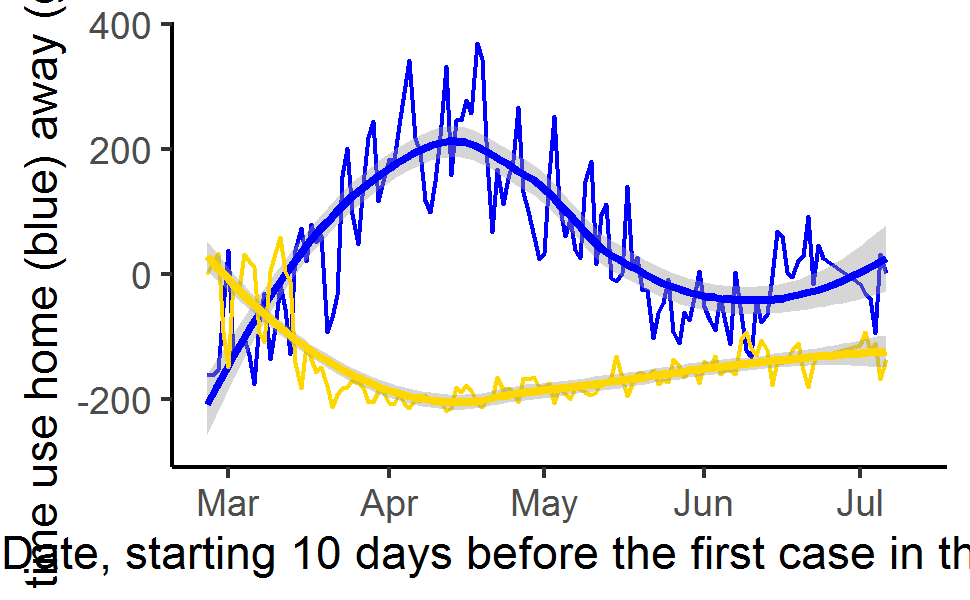 time use home (blue) away (g
400
200
0
-200
Mar Apr May Jun Jul
Date, starting 10 days before the first case in th